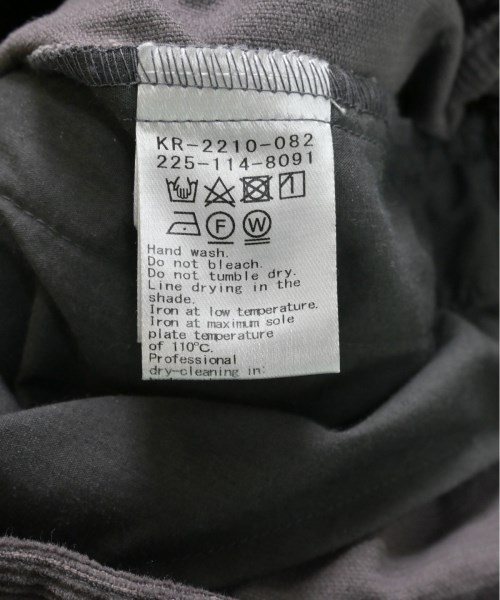 KR-2210-082
225-114-8091
F W
Hand wash.
Do not bleach.
Do not tumble dry.
Line drying in the
shade.
Iron at low temperature.
Iron at maximum sole
plate temperature
of 110℃.
Professional
dry-cleaning in: